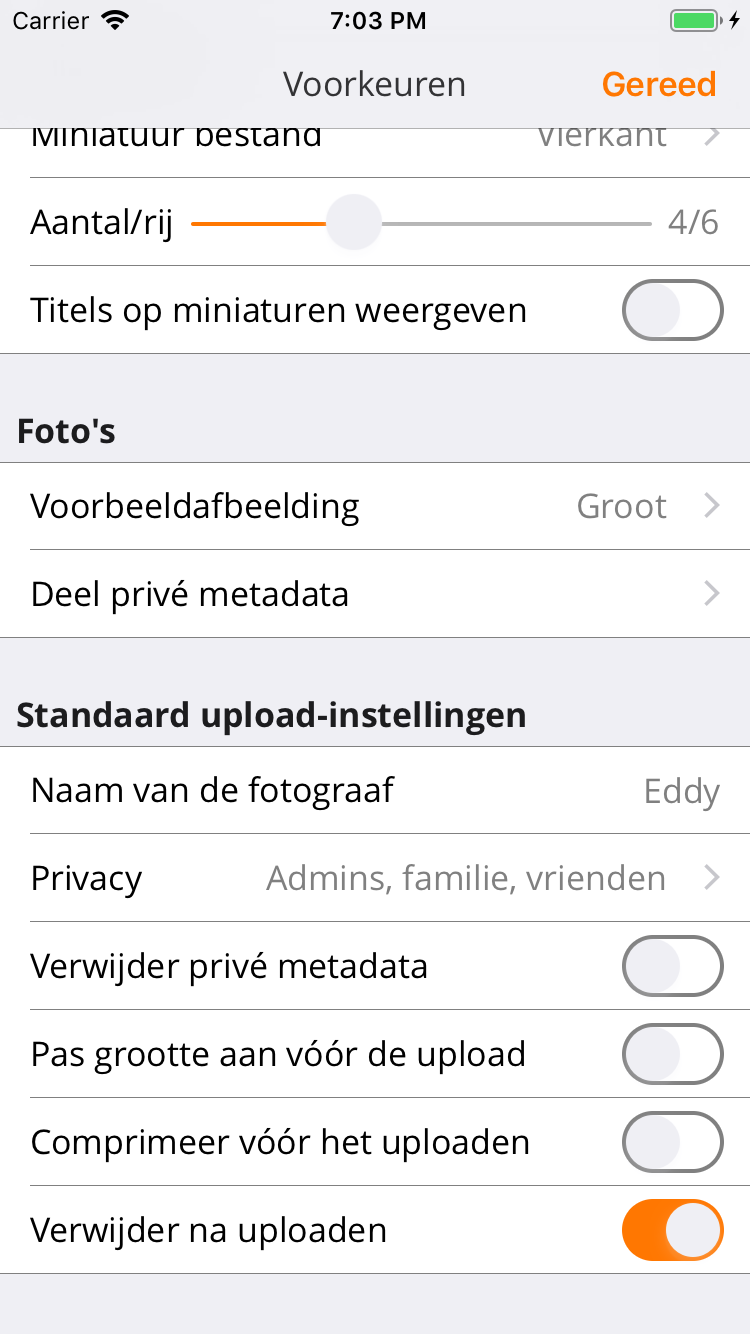 Carrier 7:03 PM
Voorkeuren Gereed
Miniatuur bestand Vierkant
Aantal/rij 4/6
Titels op miniaturen weergeven
Foto's
Voorbeeldafbeelding Groot
Deel privé metadata
Standaard upload-instellingen
Naam van de fotograaf Eddy
Privacy Admins, familie, vrienden
Verwijder privé metadata
Pas grootte aan vóór de upload
Comprimeer vóór het uploaden
Verwijder na uploaden